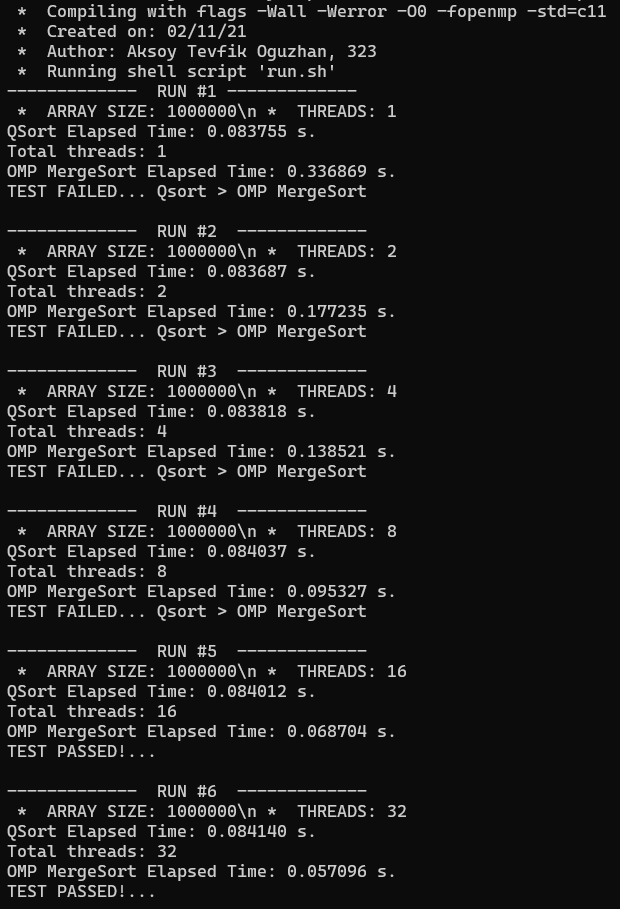 *  Compiling with flags -Wall -Werror -O0 -fopenmp -std=c11
 *  Created on: 02/11/21
 *  Author: Aksoy Tevfik Oguzhan, 323
 *  Running shell script 'run.sh'
-------------  RUN #1 -------------
 *  ARRAY SIZE: 1000000\n *  THREADS: 1
QSort Elapsed Time: 0.083755 s.
Total threads: 1
OMP MergeSort Elapsed Time: 0.336869 s.
TEST FAILED... Qsort > OMP MergeSort

-------------  RUN #2  -------------
 *  ARRAY SIZE: 1000000\n *  THREADS: 2
QSort Elapsed Time: 0.083687 s.
Total threads: 2
OMP MergeSort Elapsed Time: 0.177235 s.
TEST FAILED... Qsort > OMP MergeSort

-------------  RUN #3  -------------
 *  ARRAY SIZE: 1000000\n *  THREADS: 4
QSort Elapsed Time: 0.083818 s.
Total threads: 4
OMP MergeSort Elapsed Time: 0.138521 s.
TEST FAILED... Qsort > OMP MergeSort

-------------  RUN #4  -------------
 *  ARRAY SIZE: 1000000\n *  THREADS: 8
QSort Elapsed Time: 0.084037 s.
Total threads: 8
OMP MergeSort Elapsed Time: 0.095327 s.
TEST FAILED... Qsort > OMP MergeSort

-------------  RUN #5  -------------
 *  ARRAY SIZE: 1000000\n *  THREADS: 16
QSort Elapsed Time: 0.084012 s.
Total threads: 16
OMP MergeSort Elapsed Time: 0.068704 s.
TEST PASSED!...

-------------  RUN #6  -------------
 *  ARRAY SIZE: 1000000\n *  THREADS: 32
QSort Elapsed Time: 0.084140 s.
Total threads: 32
OMP MergeSort Elapsed Time: 0.057096 s.
TEST PASSED!...